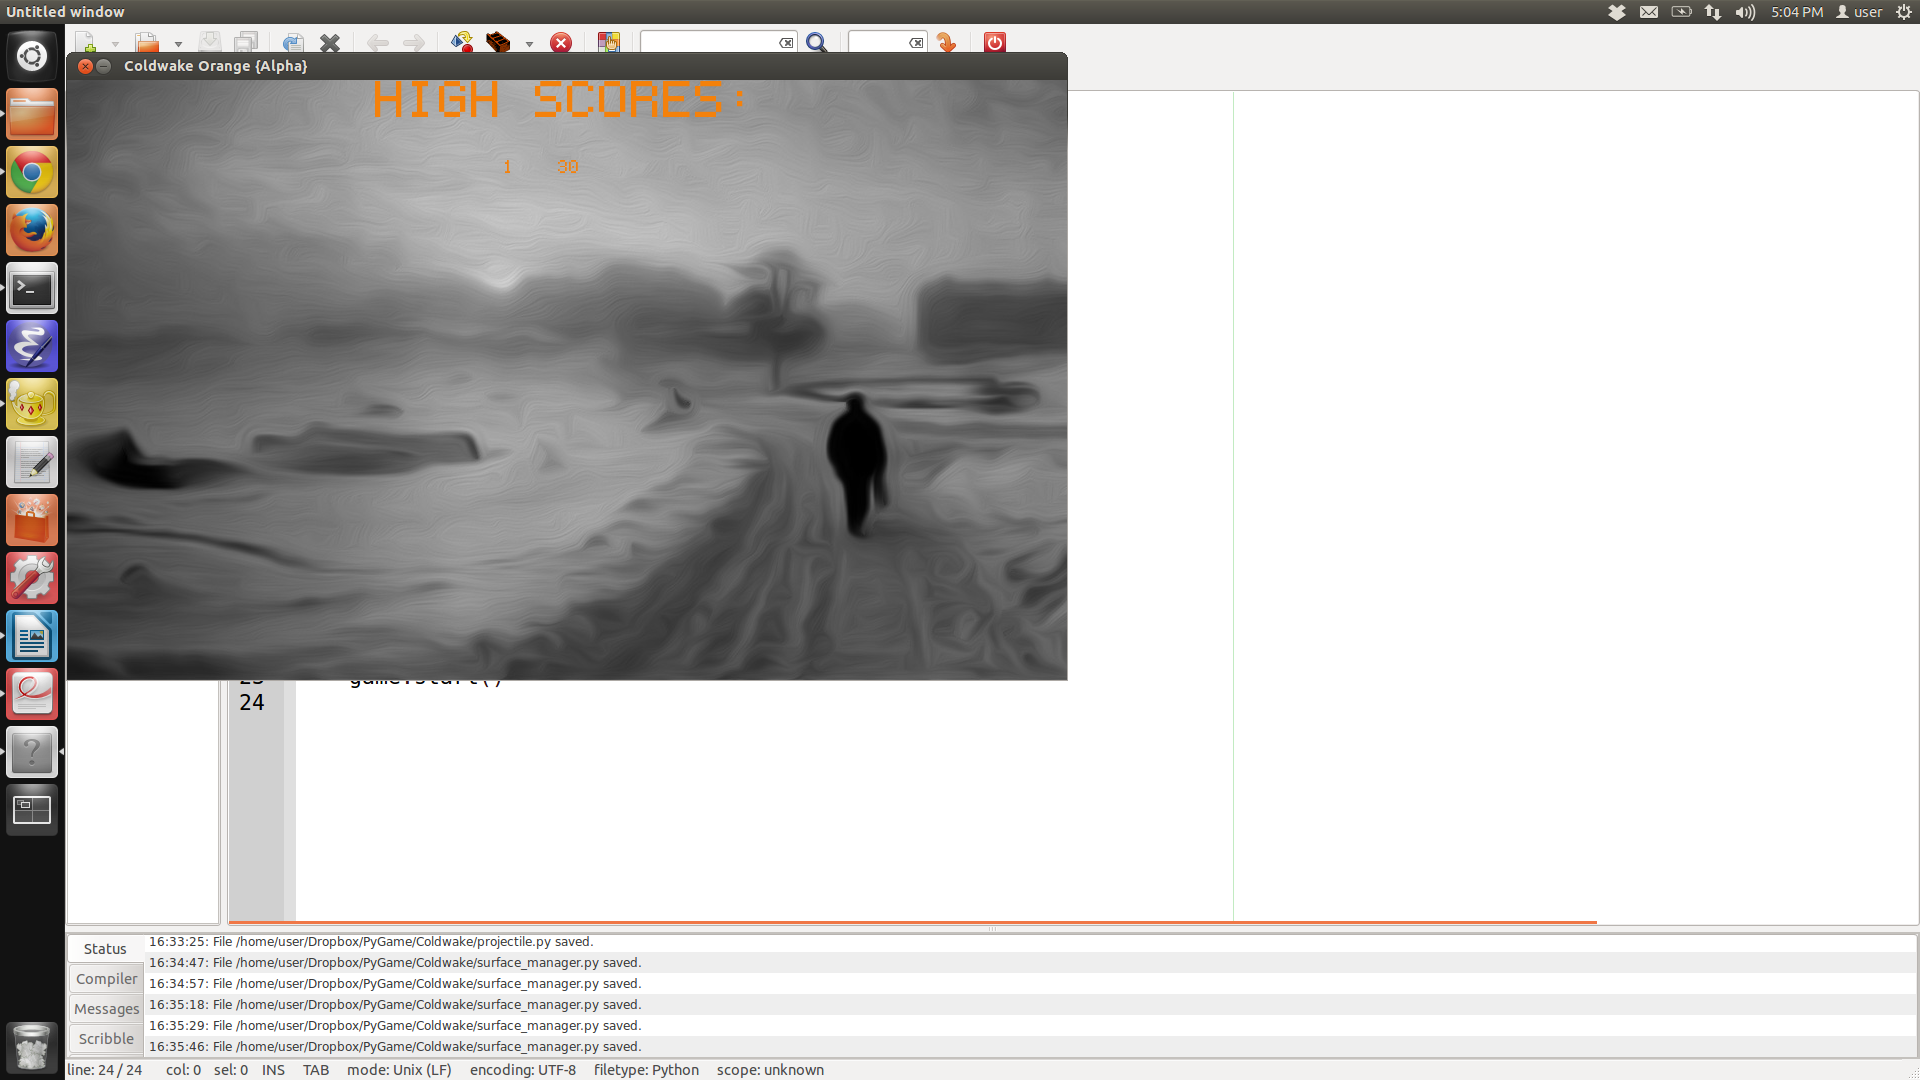 Untitled window
5:04 PM
user
Coldwake Orange {Alpha}
HIGH SCORES:
1 30
game.start()
24
Status
Compiler
Messages
Scribble
16:33:25: File /home/user/Dropbox/PyGame/Coldwake/projectile.py saved.
16:34:47: File /home/user/Dropbox/PyGame/Coldwake/surface_manager.py saved.
16:34:57: File /home/user/Dropbox/PyGame/Coldwake/surface_manager.py saved.
16:35:18: File /home/user/Dropbox/PyGame/Coldwake/surface_manager.py saved.
16:35:29: File /home/user/Dropbox/PyGame/Coldwake/surface_manager.py saved.
16:35:46: File /home/user/Dropbox/PyGame/Coldwake/surface_manager.py saved.
line: 24 / 24 col: 0 sel: 0 INS TAB mode: Unix (LF) encoding: UTF-8 filetype: Python scope: unknown